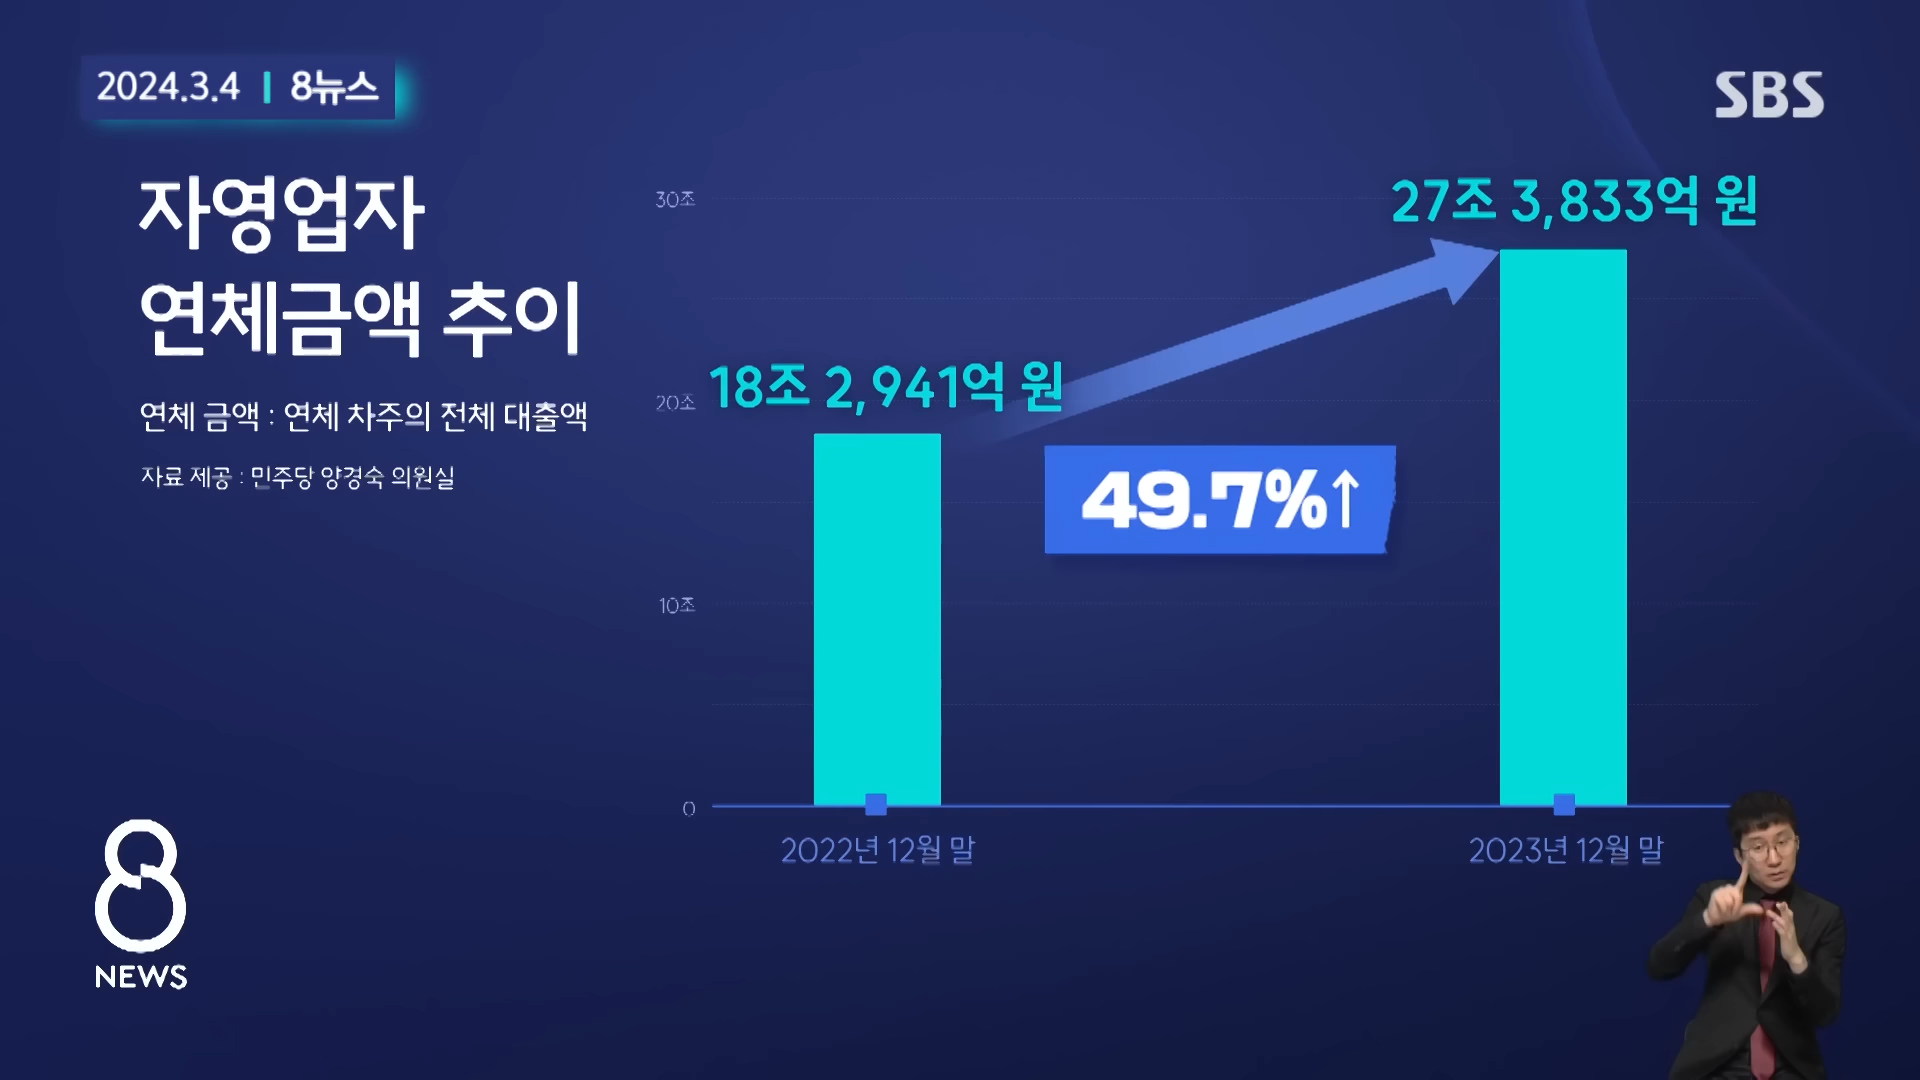 2024.3.4 | 8뉴스
SBS
자영업자
연체금액 추이
연체 금액 : 연체 차주의 전체 대출액
자료 제공 : 민주당 양경숙 의원실
30조
20조
10조
0
18조 2,941억 원
27조 3,833억 원
49.7%↑
2022년 12월 말
2023년 12월 말
8
NEWS